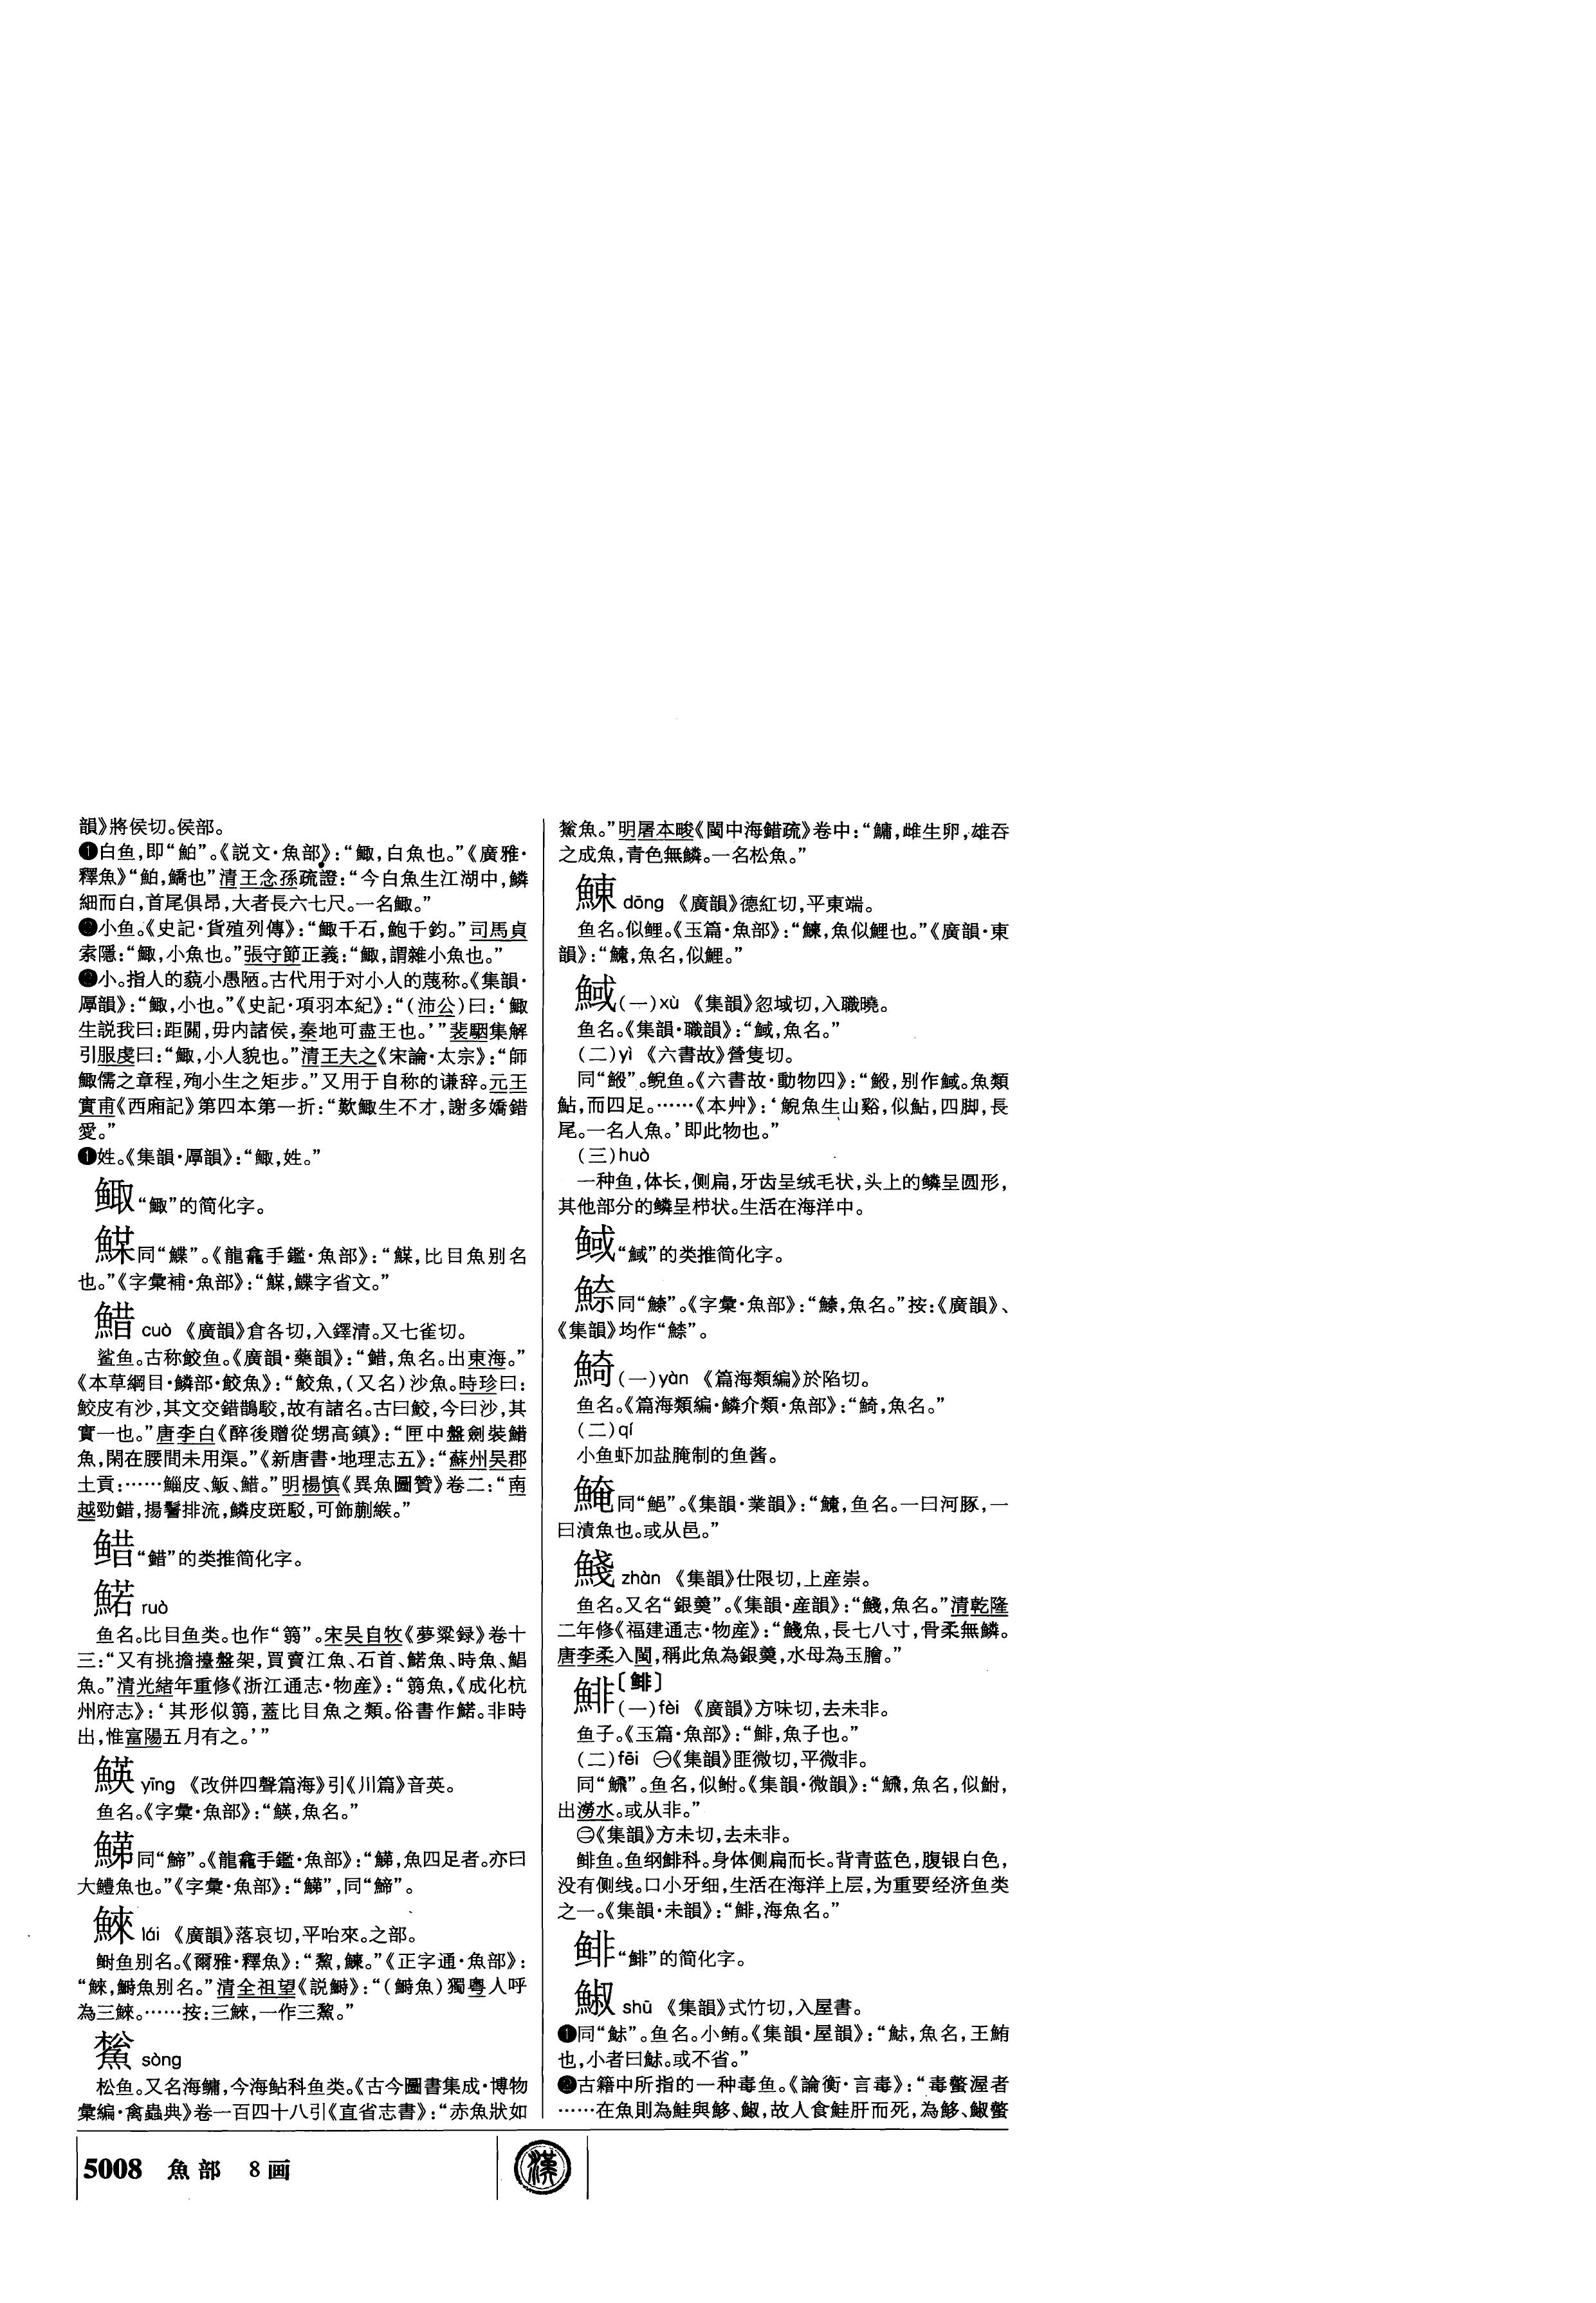 韻》將侯切。侯部。
❶白鱼,即“鮊”。《説文·魚部》:“鯫,白魚也。”《廣雅·
釋魚》“鮊,鱎也”清王念孫疏證:“今白魚生江湖中,鱗
細而白,首尾俱昂,大者長六七尺。一名鯫。”
❷小鱼。《史記·貨殖列傳》:“鯫千石,鮑千鈞。”司馬貞
索隱:“鯫,小魚也。”張守節正義:“鯫,謂雜小魚也。”
❸小。指人的藐小愚陋。古代用于对小人的蔑称。《集韻·
厚韻》:“鯫,小也。”《史記·項羽本紀》:“(沛公)曰:‘鯫
生説我曰:距關,毋内諸侯,秦地可盡王也。’”裴駰集解
引服虔曰:“鯫,小人貌也。”清王夫之《宋論·太宗》:“師
鯫儒之章程,殉小生之矩步。”又用于自称的谦辞。元王
實甫《西廂記》第四本第一折:“歎鯫生不才,謝多嬌錯
愛。”
❶姓。《集韻·厚韻》:“鯫,姓。”
鲰“鯫”的简化字。
同“鰈”。《龍龕手鑑·魚部》:“,比目魚别名
也。”《字彙補·魚部》:“,鰈字省文。”
䱜 cuò 《廣韻》倉各切,入鐸清。又七雀切。
鲨鱼。古称鮫鱼。《廣韻·藥韻》:“䱜,魚名。出東海。”
《本草綱目·鱗部·鮫魚》:“鮫魚,(又名)沙魚。時珍曰:
鮫皮有沙,其文交錯鵲駁,故有諸名。古曰鮫,今曰沙,其
實一也。”唐李白《醉後贈從甥高鎮》:“匣中盤劍裝䱜
魚,閑在腰間未用渠。”《新唐書·地理志五》:“蘇州吴郡
土貢:……鯔皮、魬、䱜。”明楊慎《異魚圖贊》卷二:“南
越勁䱜,揚鬐排流,鱗皮斑駁,可飾蒯緱。”
“䱜”的类推简化字。
鰙 ruò
鱼名。比目鱼类。也作“篛”。宋吴自牧《夢粱録》卷十
三:“又有挑擔擡盤架,買賣江魚、石首、鰙魚、時魚、鯧
魚。”清光緒年重修《浙江通志·物産》:“篛魚,《成化杭
州府志》:‘其形似篛,蓋比目魚之類。俗書作鰙。非時
出,惟富陽五月有之。’”
鍈 yīng 《改併四聲篇海》引《川篇》音英。
鱼名。《字彙·魚部》:“,魚名。”
同“鯑”。《龍龕手鑑·魚部》:“,魚四足者。亦曰
大鱧魚也。”《字彙·魚部》:“”,同“”。
鯠 lái 《廣韻》落哀切,平咍來。之部。
鲥鱼别名。《爾雅·釋魚》:“鯬,鯠。”《正字通·魚部》:
“鯠,鰣魚别名。”清全祖望《説鰣》:“(鰣魚)獨粤人呼
為三鯠。……按:三鯠,一作三鯬。”
鮗 sòng
松鱼。又名海鳙,今海鲇科鱼类。《古今圖書集成·博物
彙編·禽蟲典》卷一百四十八引《直省志書》:“赤魚狀如
魚。”明屠本畯《閩中海錯疏》卷中:“鱅,雌生卵,雄吞
之成魚,青色無鱗。一名松魚。”
鯟 dōng 《廣韻》德紅切,平東端。
鱼名。似鲤。《玉篇·魚部》:“鯟,魚似鯉也。”《廣韻·東
韻》:“,魚名,似鯉。”
魊(一)xù 《集韻》忽域切,入職曉。
鱼名。《集韻·職韻》:“,魚名。”
(二)yì 《六書故》營隻切。
同“”。鲵鱼。《六書故·動物四》:“,别作。魚類
鮎,而四足。……《本艸》:‘鯢魚生山谿,似鮎,四脚,長
尾。一名人魚。’即此物也。”
(三)huò
一种鱼,体长,侧扁,牙齿呈绒毛状,头上的鳞呈圆形,
其他部分的鳞呈栉状。生活在海洋中。
“”的类推简化字。
同“”。《字彙·魚部》:“,魚名。”按:《廣韻》、
《集韻》均作“”。
(一)yàn 《篇海類編》於陷切。
鱼名。《篇海類編·鱗介類·魚部》:“,魚名。”
(二)qí
小鱼虾加盐腌制的鱼酱。
䱋同“䱒”。《集韻·業韻》:“,鱼名。一曰河豚,一
曰漬魚也。或从邑。”
䱠 zhàn 《集韻》仕限切,上産崇。
鱼名。又名“銀羹”。《集韻·産韻》:“䱠,魚名。”清乾隆
二年修《福建通志·物産》:“䱠魚,長七八寸,骨柔無鱗。
唐李柔入閩,稱此魚為銀羹,水母為玉膾。”
鯡〔鲱〕
(一)fèi 《廣韻》方味切,去未非。
鱼子。《玉篇·魚部》:“鯡,魚子也。”
(二)fēi ㊀《集韻》匪微切,平微非。
同“”。鱼名,似鲋。《集韻·微韻》:“,魚名,似鮒,
出澇水。或从非。”
㊁《集韻》方未切,去未非。
鲱鱼。鱼纲鲱科。身体侧扁而长。背青蓝色,腹银白色,
没有侧线。口小牙细,生活在海洋上层,为重要经济鱼类
之一。《集韻·未韻》:“鯡,海魚名。”
鲱“鯡”的简化字。
䱙 shū 《集韻》式竹切,入屋書。
❶同“鮛”。鱼名。小鲔。《集韻·屋韻》:“鮛,魚名,王鮪
也,小者曰鮛。或不省。”
❷古籍中所指的一种毒鱼。《論衡·言毒》:“毒螫渥者
……在魚則為鮭與、,故人食鮭肝而死,為、螫
5008 魚部 8画
漢